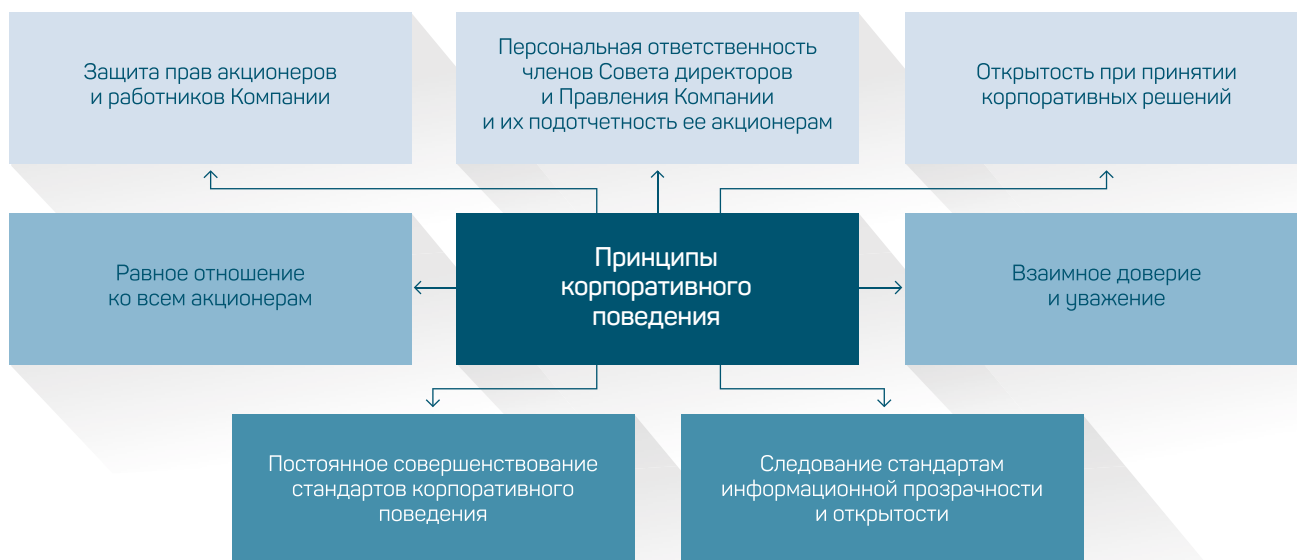 Защита прав акционеров
и работников Компании
Персональная ответственность
членов Совета директоров
и Правления Компании
и их подотчетность ее акционерам
Открытость при принятии
корпоративных решений
Равное отношение
ко всем акционерам
Принципы
корпоративного
поведения
Взаимное доверие
и уважение
Постоянное совершенствование
стандартов корпоративного
поведения
Следование стандартам
информационной прозрачности
и открытости